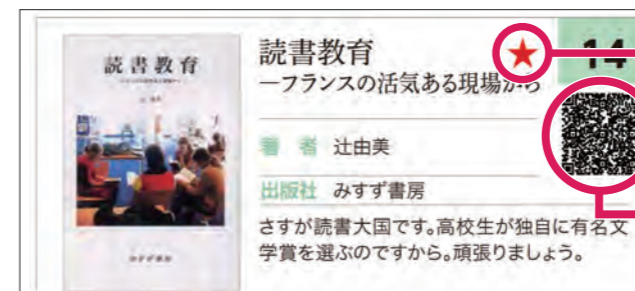 読書教育
読書教育
★
14
―フランスの活気ある現場から
著 者 辻由美
出版社 みすず書房
さすが読書大国です。高校生が独自に有名文
学賞を選ぶのですから。頑張りましょう。
みすず書房